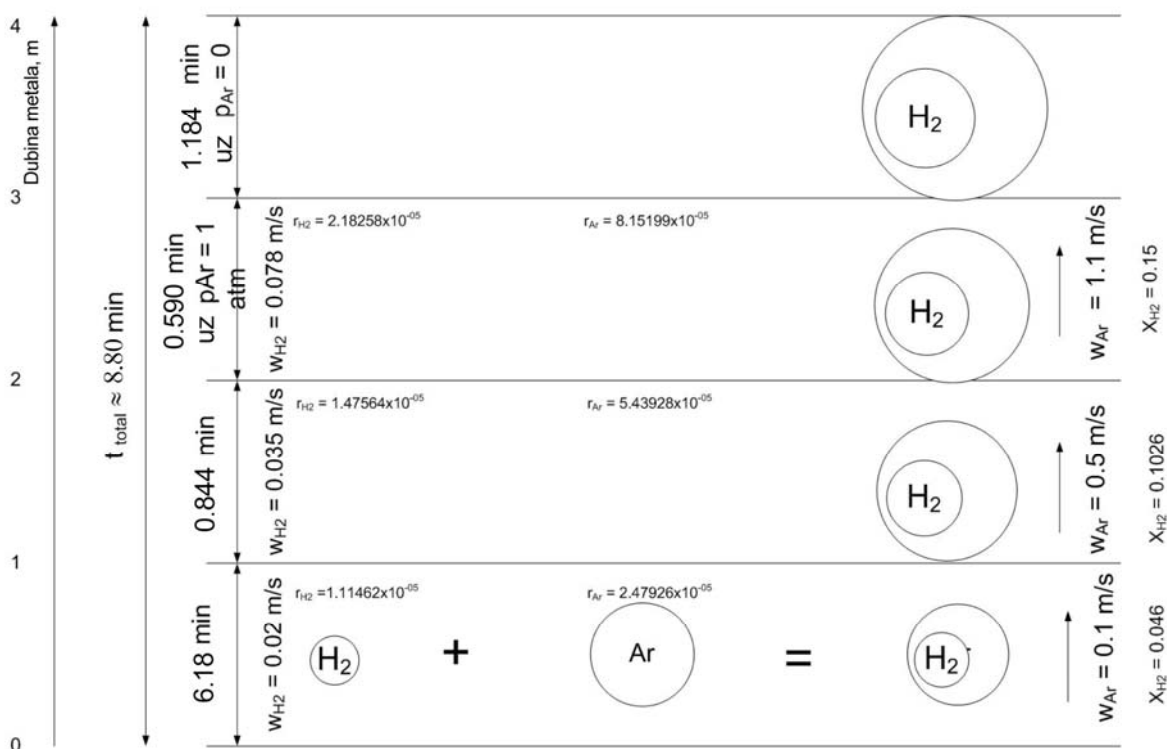 4
Dubina metala, m
3
2
1
0
t total ≈ 8.80 min
1.184 min
uz pAr = 0
0.590 min
uz pAr = 1
atm
wH2 = 0.078 m/s
rH2 = 2.18258x10-05
rAr = 8.15199x10-05
H2
H2
wAr = 1.1 m/s
XH2 = 0.15
0.844 min
wH2 = 0.035 m/s
rH2 = 1.47564x10-05
rAr = 5.43928x10-05
H2
wAr = 0.5 m/s
XH2 = 0.1026
6.18 min
wH2 = 0.02 m/s
rH2 =1.11462x10-05
rAr = 2.47926x10-05
H2
+
Ar
=
H2
wAr = 0.1 m/s
XH2 = 0.046